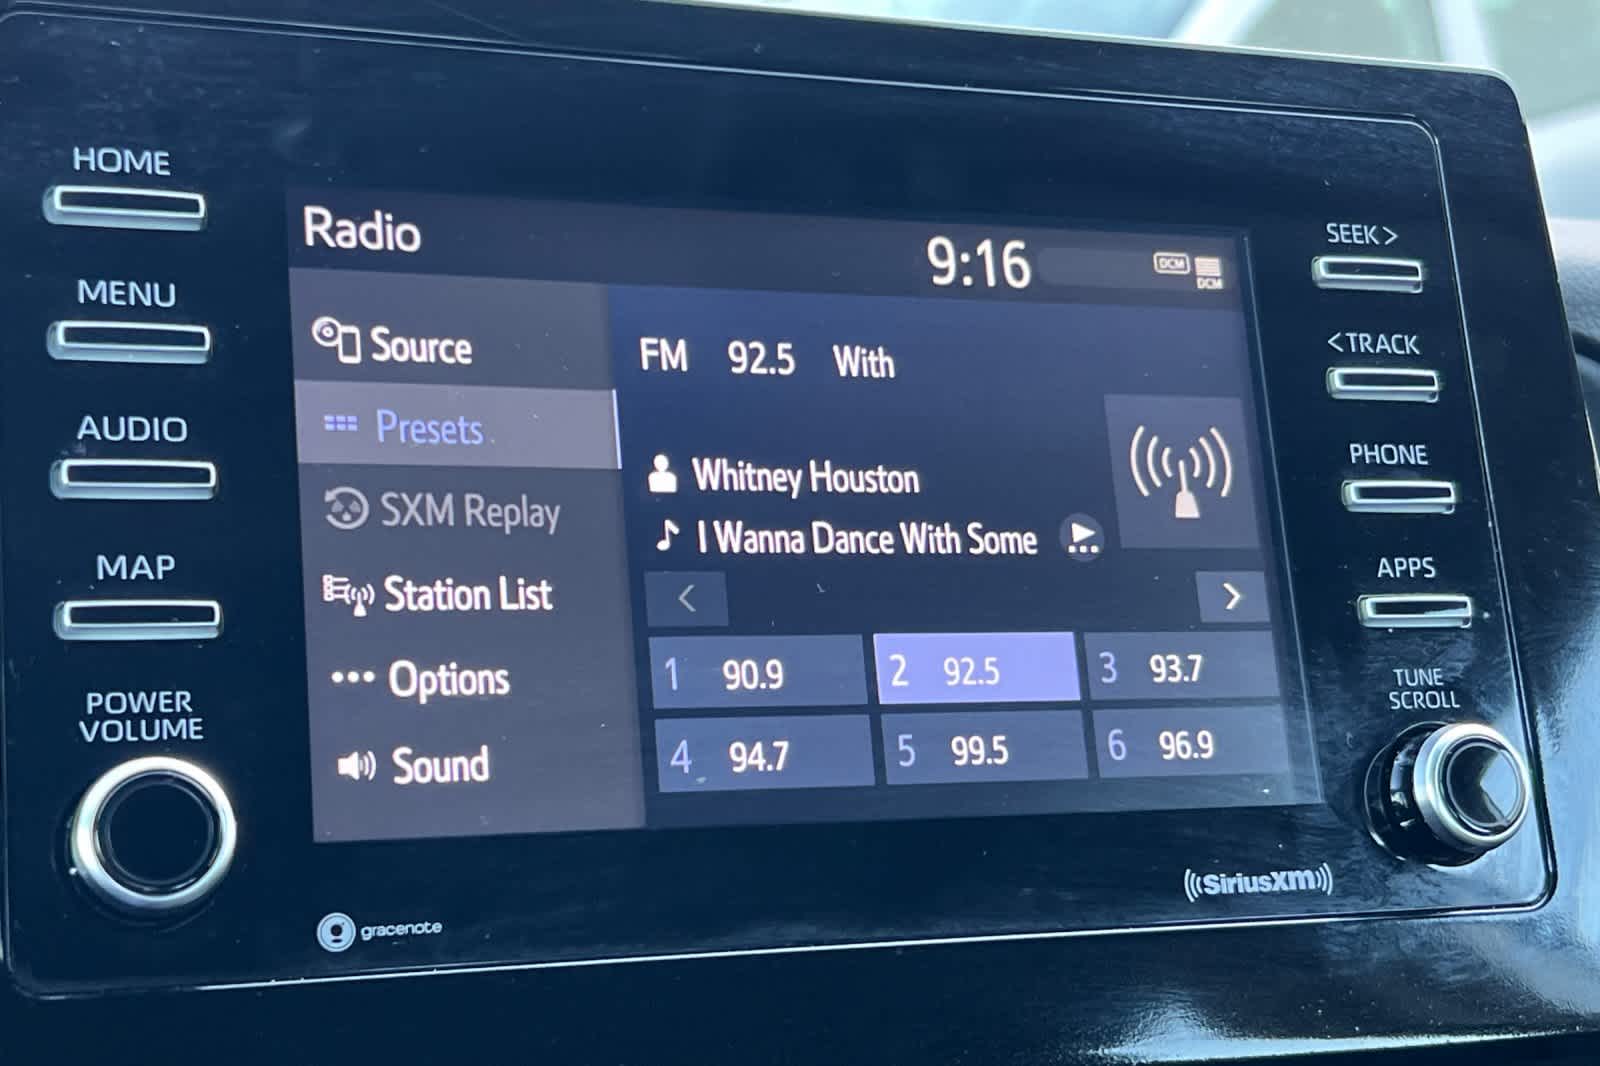 HOME
MENU
AUDIO
MAP
POWER
VOLUME
Radio
9:16
DCM
DCM
Source
Presets
SXM Replay
Station List
Options
Sound
FM 92.5 With
Whitney Houston
I Wanna Dance With Some
<
>
1 90.9
2 92.5
3 93.7
4 94.7
5 99.5
6 96.9
SEEK >
< TRACK
PHONE
APPS
TUNE
SCROLL
gracenote
((SiriusXM))